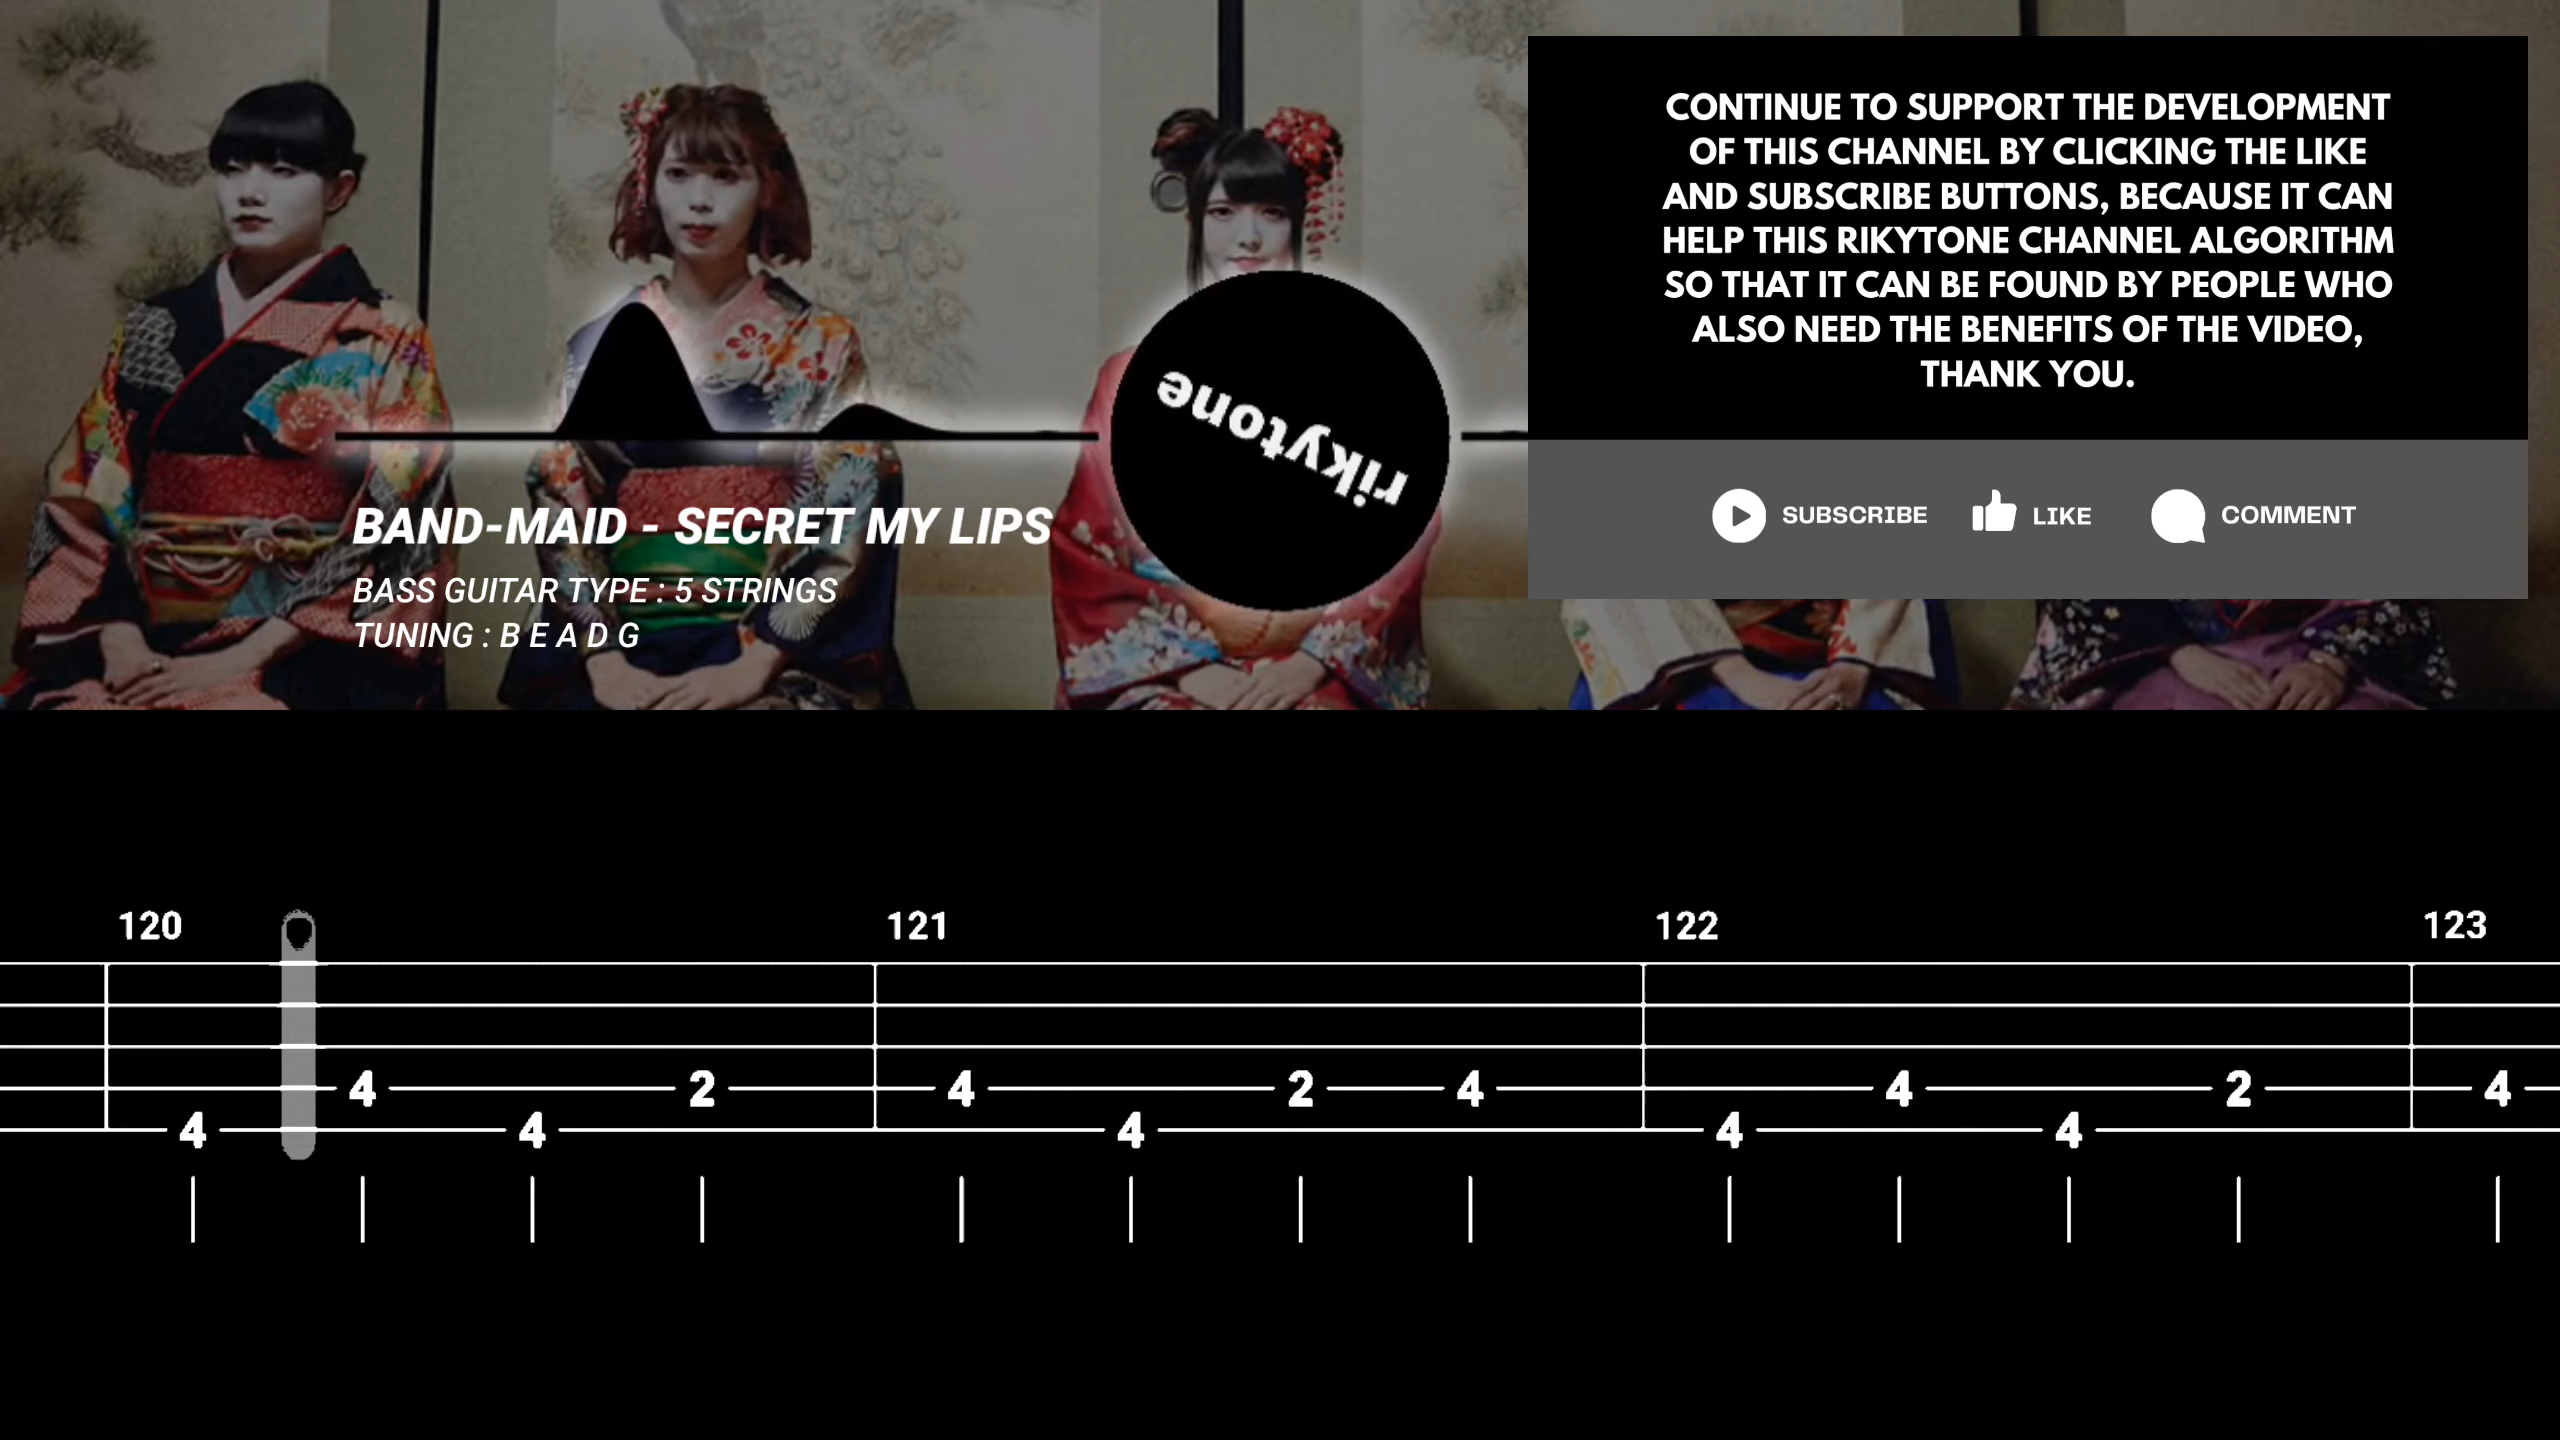 CONTINUE TO SUPPORT THE DEVELOPMENT
OF THIS CHANNEL BY CLICKING THE LIKE
AND SUBSCRIBE BUTTONS, BECAUSE IT CAN
HELP THIS RIKYTONE CHANNEL ALGORITHM
SO THAT IT CAN BE FOUND BY PEOPLE WHO
ALSO NEED THE BENEFITS OF THE VIDEO,
THANK YOU.
SUBSCRIBE LIKE COMMENT
rikytone
BAND-MAID - SECRET MY LIPS
BASS GUITAR TYPE : 5 STRINGS
TUNING : B E A D G
120 121 122 123
4 2 4 2 4 4 2 4
4 4 4 4 4